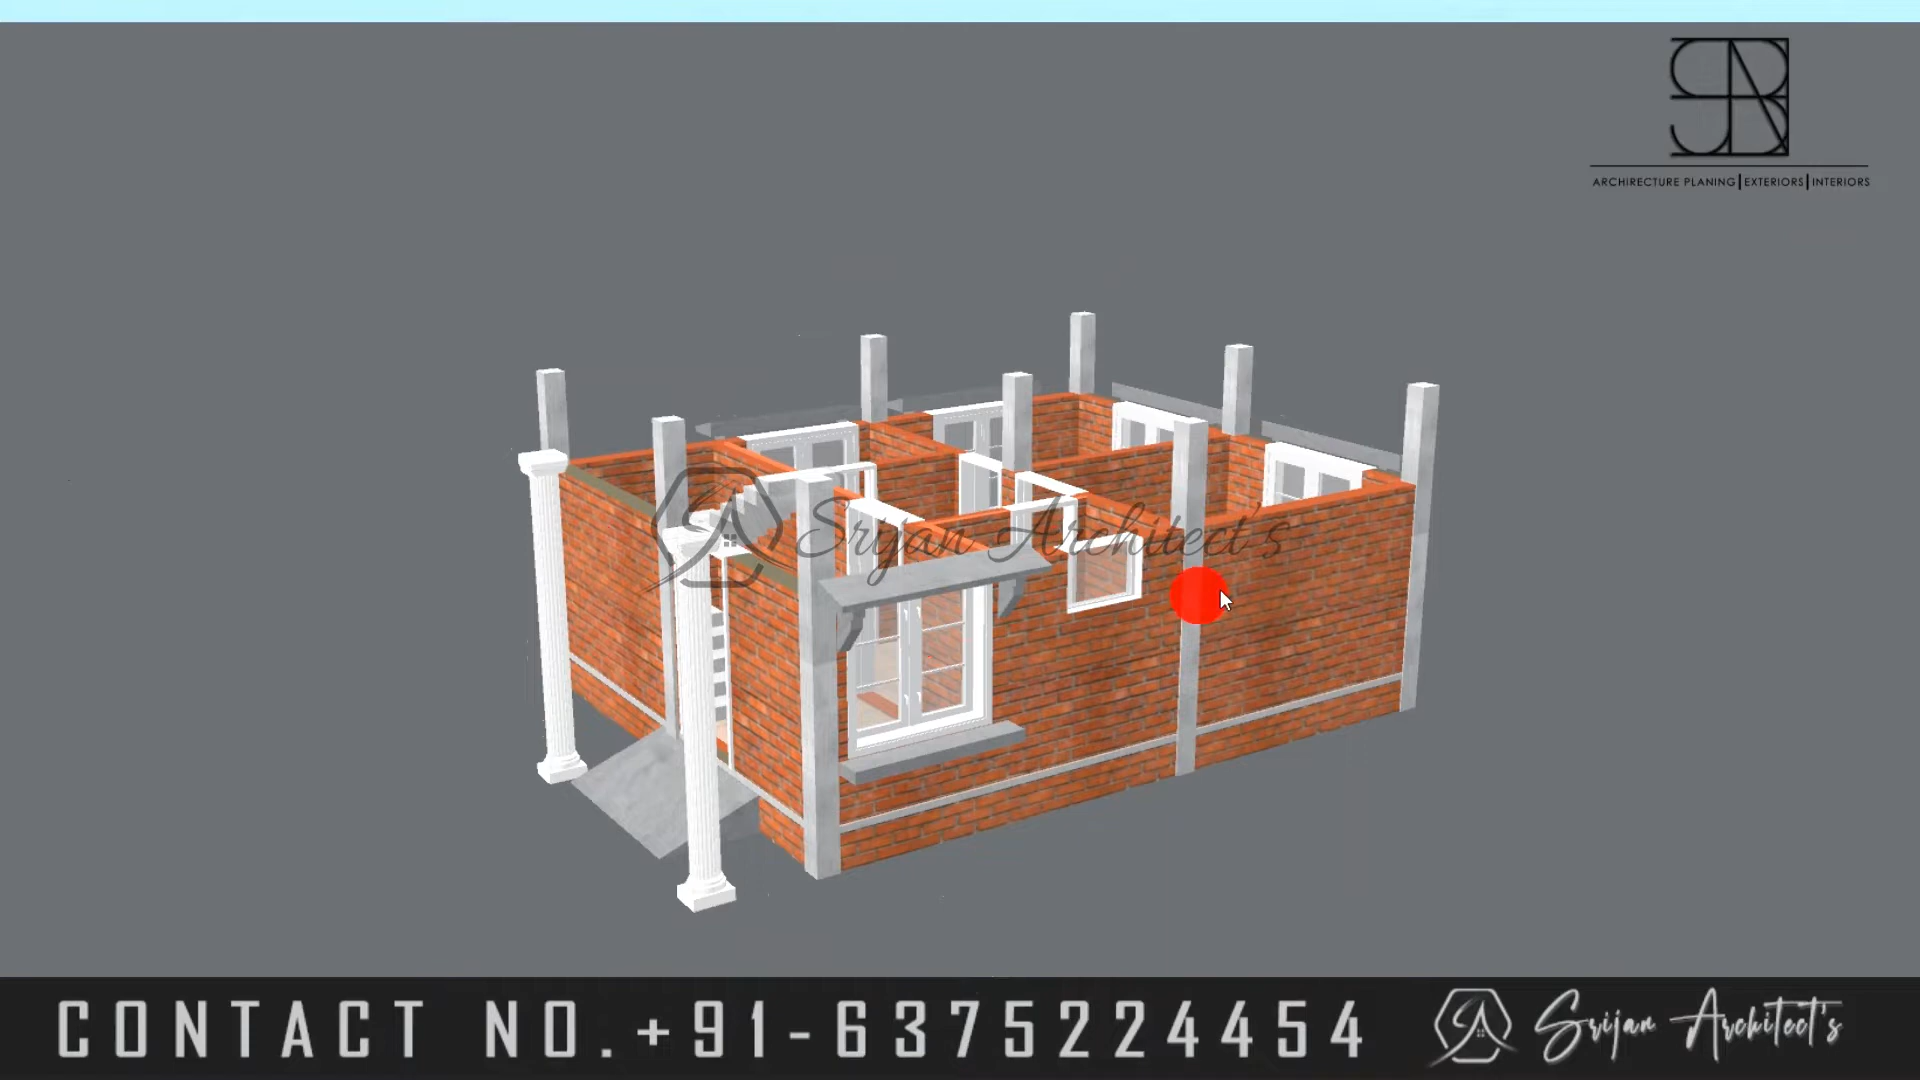 ARCHIRECTURE PLANING|EXTERIORS|INTERIORS
Srijan Architect's
CONTACT NO.+91-6375224454
Srijan Architect's